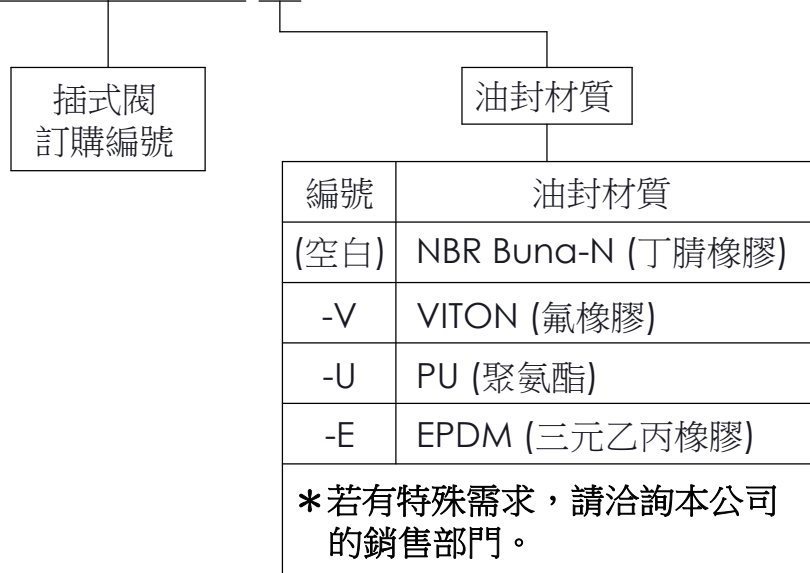 插式閥
訂購編號
油封材質
編號 油封材質
(空白) NBR Buna-N (丁腈橡膠)
-V VITON (氟橡膠)
-U PU (聚氨酯)
-E EPDM (三元乙丙橡膠)
*若有特殊需求，請洽詢本公司
的銷售部門。